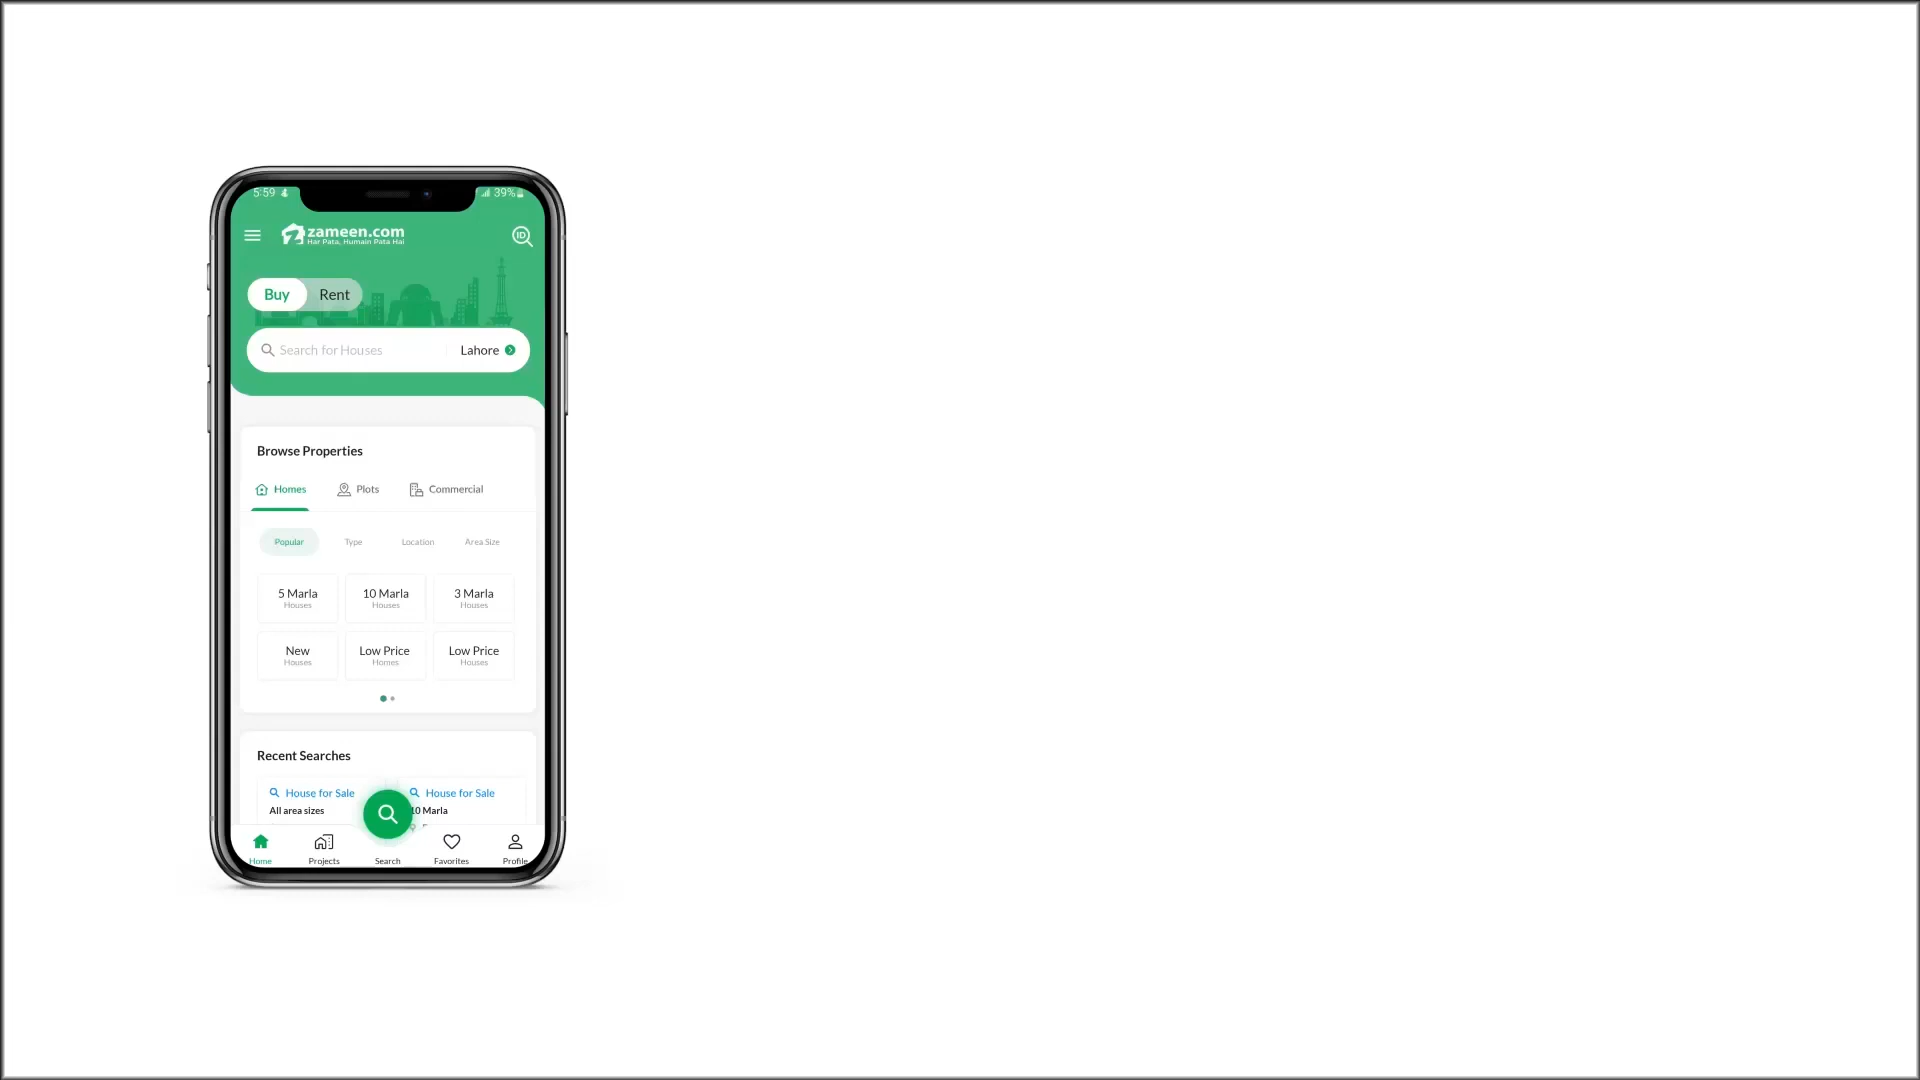 5:59
39%
zameen.com
Har Pata, Humain Pata Hai
ID
Buy Rent
Search for Houses Lahore
Browse Properties
Homes Plots Commercial
Popular Type Location Area Size
5 Marla 10 Marla 3 Marla
Houses Houses Houses
New Low Price Low Price
Houses Homes Houses
Recent Searches
House for Sale House for Sale
All area sizes 10 Marla
Home Projects Search Favorites Profile